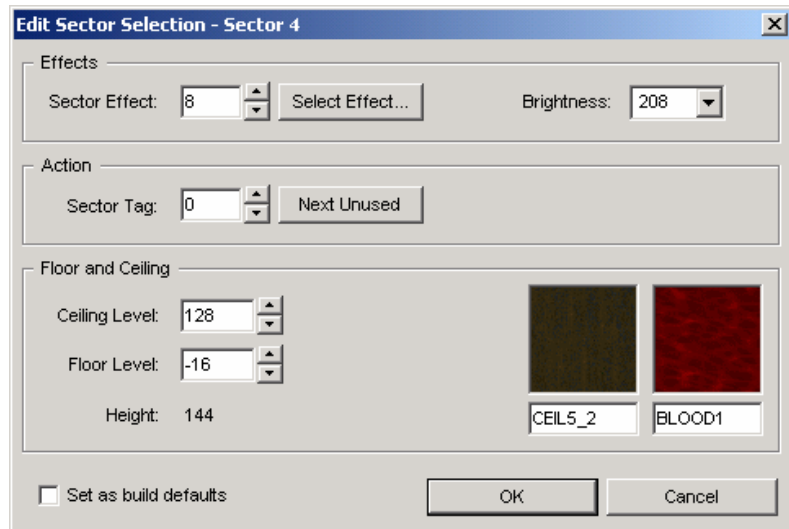 Edit Sector Selection - Sector 4
Effects
Sector Effect: 8 Select Effect... Brightness: 208
Action
Sector Tag: 0 Next Unused
Floor and Ceiling
Ceiling Level: 128
Floor Level: -16
Height: 144 CEIL5_2 BLOOD1
Set as build defaults OK Cancel